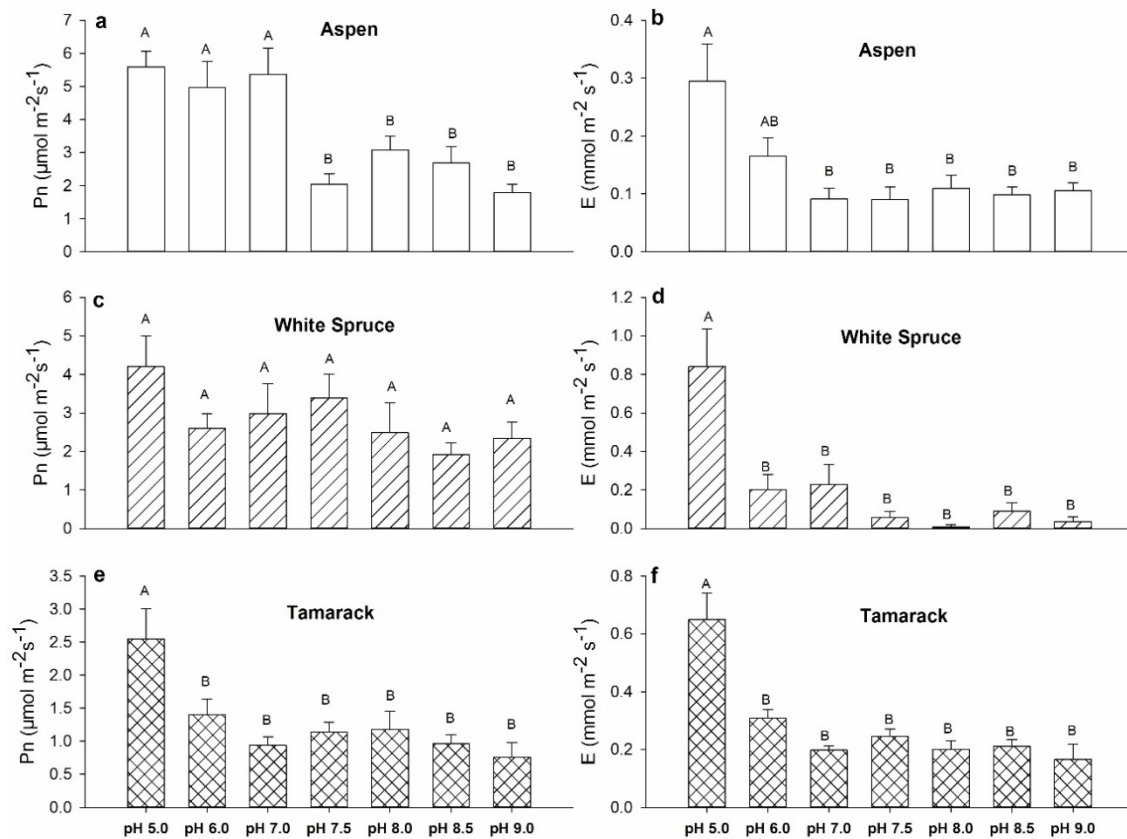 a
Aspen
Pn (µmol m⁻²s⁻¹)
7
6
5
4
3
2
1
0
A
A
A
B
B
B
B
b
Aspen
E (mmol m⁻² s⁻¹)
0.4
0.3
0.2
0.1
0.0
A
AB
B
B
B
B
B
c
White Spruce
Pn (µmol m⁻²s⁻¹)
6
5
4
3
2
1
0
A
A
A
A
A
A
A
d
White Spruce
E (mmol m⁻² s⁻¹)
1.2
1.0
0.8
0.6
0.4
0.2
0.0
A
B
B
B
B
B
B
e
Tamarack
Pn (µmol m⁻²s⁻¹)
3.5
3.0
2.5
2.0
1.5
1.0
0.5
0.0
A
B
B
B
B
B
B
pH 5.0 pH 6.0 pH 7.0 pH 7.5 pH 8.0 pH 8.5 pH 9.0
f
Tamarack
E (mmol m⁻² s⁻¹)
0.8
0.6
0.4
0.2
0.0
A
B
B
B
B
B
B
pH 5.0 pH 6.0 pH 7.0 pH 7.5 pH 8.0 pH 8.5 pH 9.0